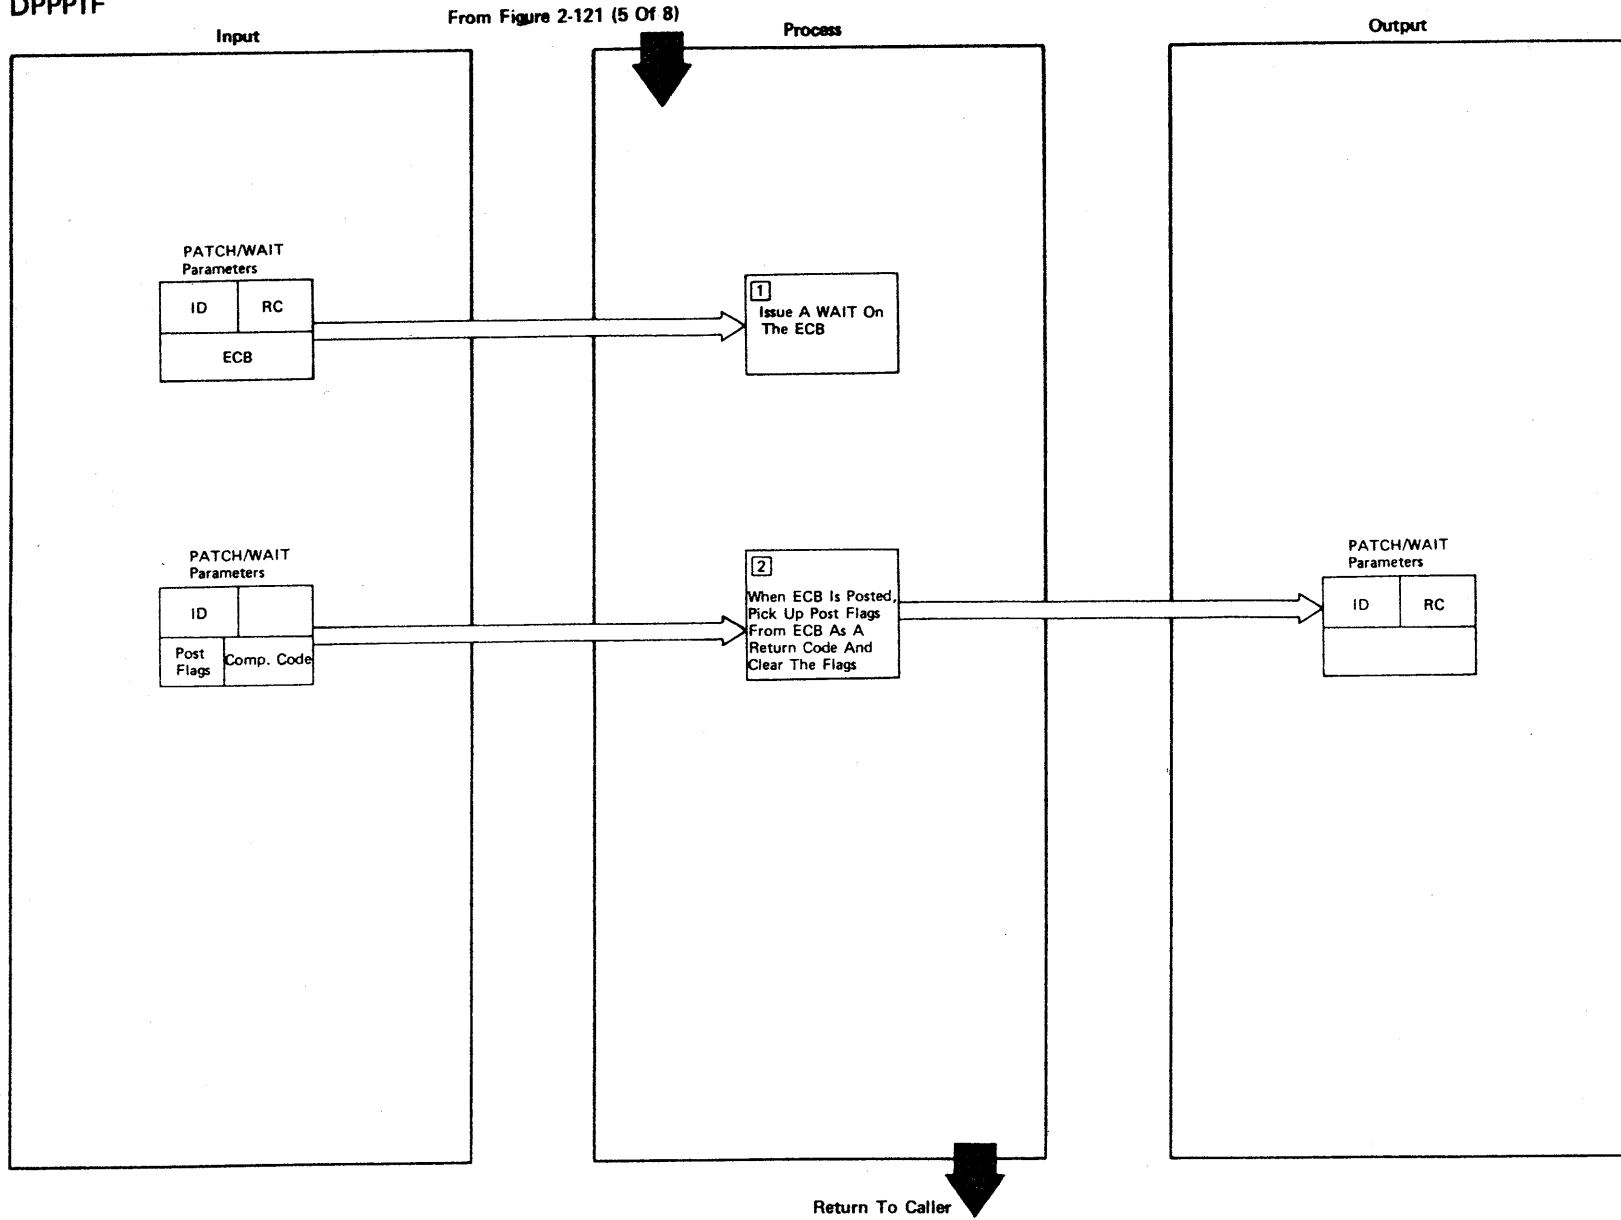 DPPPTF
From Figure 2-121 (5 Of 8)
Input
Process
Output
PATCH/WAIT
Parameters
ID
RC
ECB
1
Issue A WAIT On
The ECB
PATCH/WAIT
Parameters
ID
Post
Flags
Comp. Code
2
When ECB Is Posted,
Pick Up Post Flags
From ECB As A
Return Code And
Clear The Flags
PATCH/WAIT
Parameters
ID
RC
Return To Caller